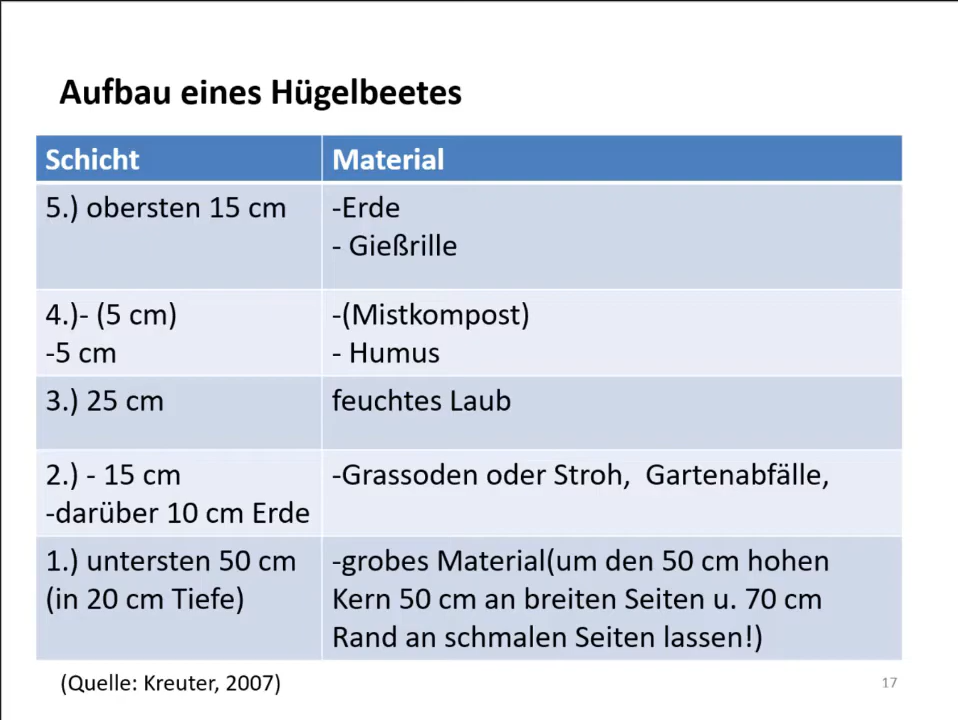 Aufbau eines Hügelbeetes
Schicht Material
5.) obersten 15 cm -Erde
- Gießrille
4.)- (5 cm) -(Mistkompost)
-5 cm - Humus
3.) 25 cm feuchtes Laub
2.) - 15 cm -Grassoden oder Stroh,  Gartenabfälle,
-darüber 10 cm Erde
1.) untersten 50 cm -grobes Material(um den 50 cm hohen
(in 20 cm Tiefe) Kern 50 cm an breiten Seiten u. 70 cm
Rand an schmalen Seiten lassen!)
(Quelle: Kreuter, 2007) 17